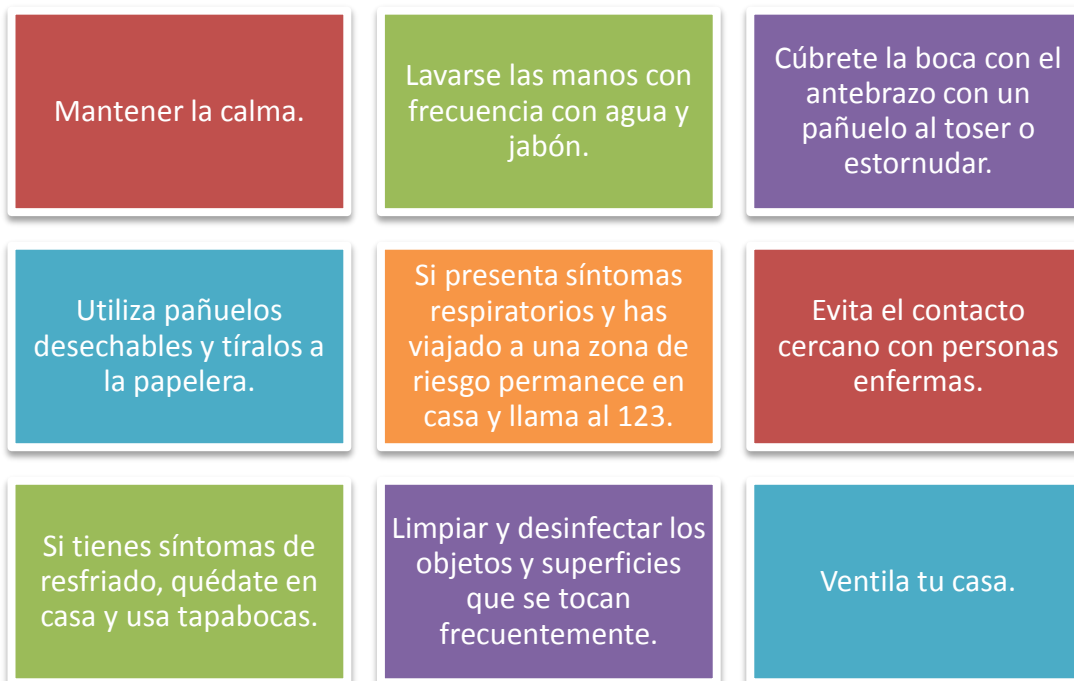 Mantener la calma.
Lavarse las manos con
frecuencia con agua y
jabón.
Cúbrete la boca con el
antebrazo con un
pañuelo al toser o
estornudar.
Utiliza pañuelos
desechables y tíralos a
la papelera.
Si presenta síntomas
respiratorios y has
viajado a una zona de
riesgo permanece en
casa y llama al 123.
Evita el contacto
cercano con personas
enfermas.
Si tienes síntomas de
resfriado, quédate en
casa y usa tapabocas.
Limpiar y desinfectar los
objetos y superficies
que se tocan
frecuentemente.
Ventila tu casa.